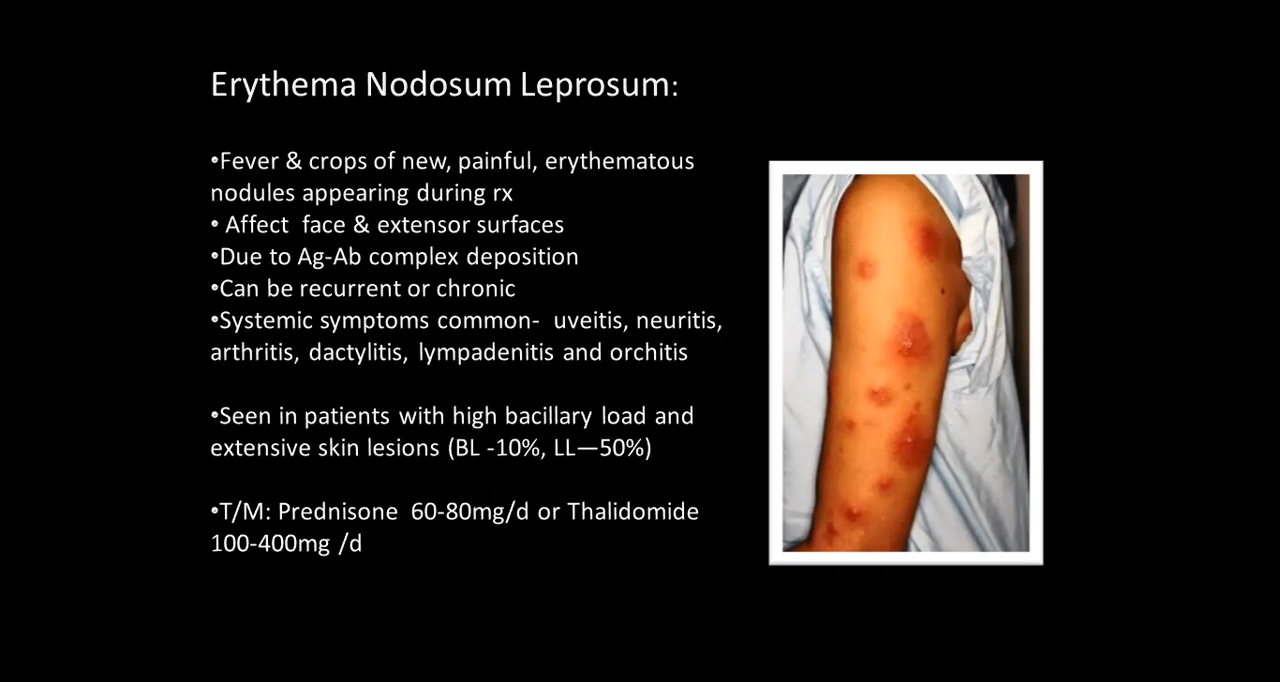 Erythema Nodosum Leprosum:
•Fever & crops of new, painful, erythematous
nodules appearing during rx
• Affect  face & extensor surfaces
•Due to Ag-Ab complex deposition
•Can be recurrent or chronic
•Systemic symptoms common-  uveitis, neuritis,
arthritis, dactylitis,  lympadenitis and orchitis
•Seen in patients with high bacillary load and
extensive skin lesions (BL -10%, LL—50%)
•T/M: Prednisone  60-80mg/d or Thalidomide
100-400mg /d